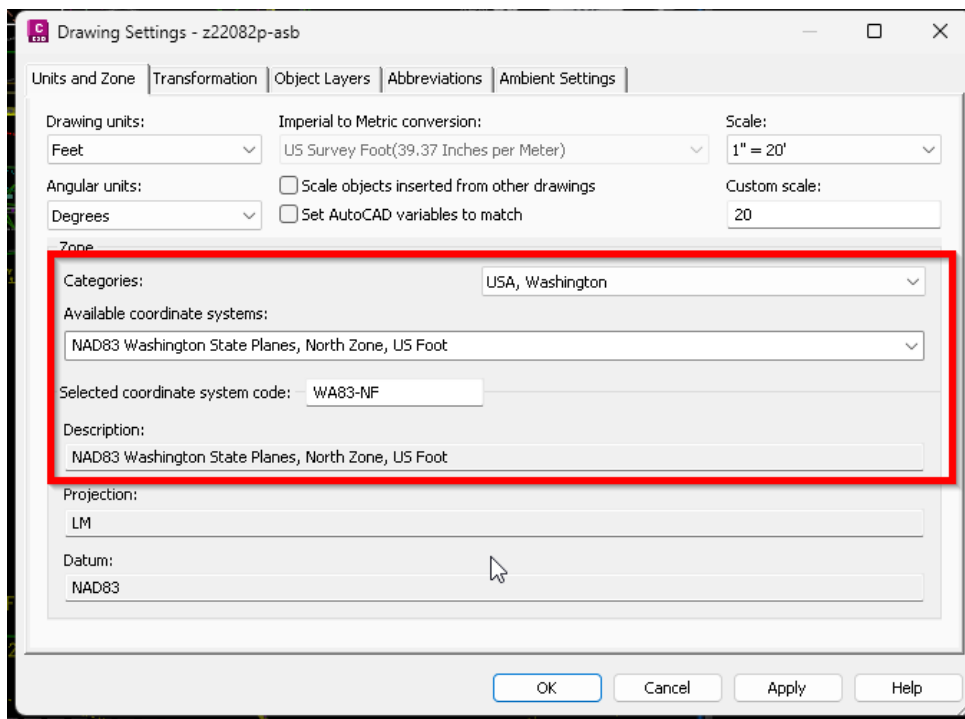 C
C3D
Drawing Settings - z22082p-asb
Units and Zone Transformation Object Layers Abbreviations Ambient Settings
Drawing units: Imperial to Metric conversion: Scale:
Feet US Survey Foot(39.37 Inches per Meter) 1" = 20'
Angular units: Scale objects inserted from other drawings Custom scale:
Degrees Set AutoCAD variables to match 20
Zone
Categories: USA, Washington
Available coordinate systems:
NAD83 Washington State Planes, North Zone, US Foot
Selected coordinate system code: WA83-NF
Description:
NAD83 Washington State Planes, North Zone, US Foot
Projection:
LM
Datum:
NAD83
OK Cancel Apply Help